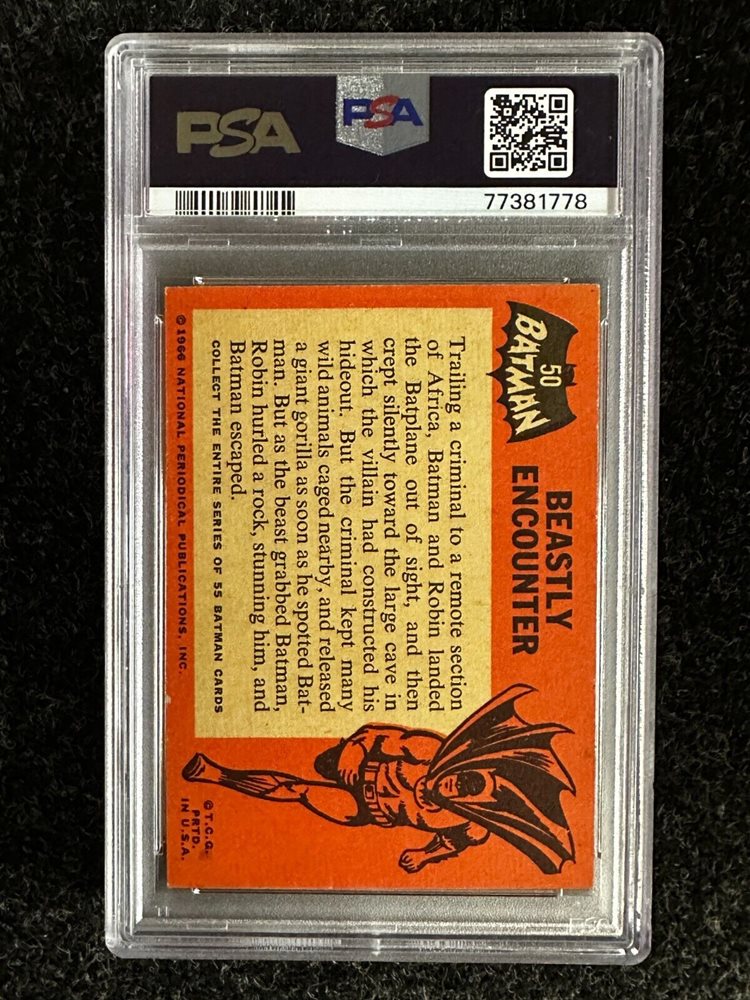 PSA
PSA
77381778
50
BATMAN
BEASTLY
ENCOUNTER
Trailing a criminal to a remote section
of Africa, Batman and Robin landed
the Batplane out of sight, and then
crept silently toward the large cave in
which the villain had constructed his
hideout. But the criminal kept many
wild animals caged nearby, and released
a giant gorilla as soon as he spotted Bat-
man. But as the beast grabbed Batman,
Robin hurled a rock, stunning him, and
Batman escaped.
COLLECT THE ENTIRE SERIES OF 55 BATMAN CARDS
© 1966 NATIONAL PERIODICAL PUBLICATIONS, INC.
© T.C.G.
PRTD.
IN U.S.A.
PSA